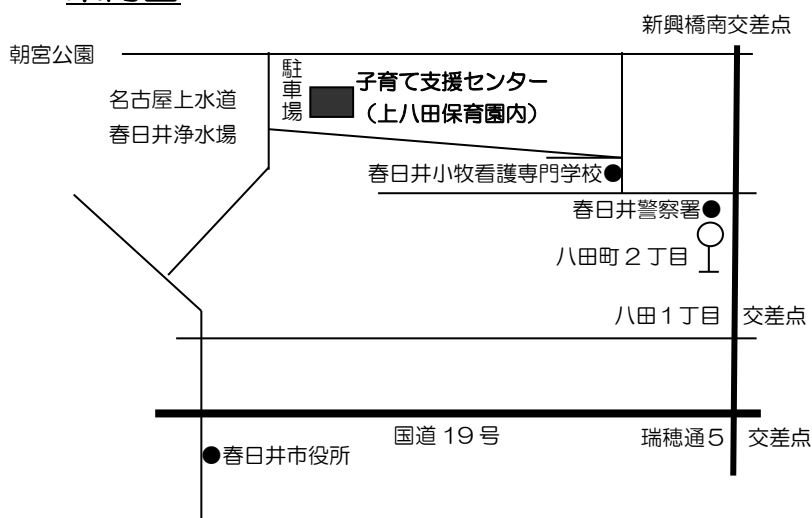 新興橋南交差点
朝宮公園
駐車場
子育て支援センター
（上八田保育園内）
名古屋上水道
春日井浄水場
春日井小牧看護専門学校●
春日井警察署●
八田町２丁目
八田１丁目 交差点
国道19号
瑞穂通５ 交差点
●春日井市役所